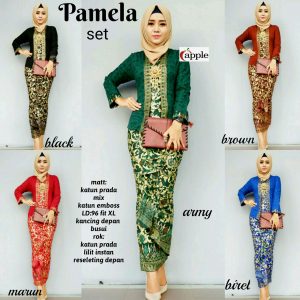 Pamela
set
apple
black
brown
matt:
katun prada
mix
katun emboss
LD:96 fit XL
kancing depan
busui
rok:
katun prada
lilit instan
reseleting depan
army
marun
birel